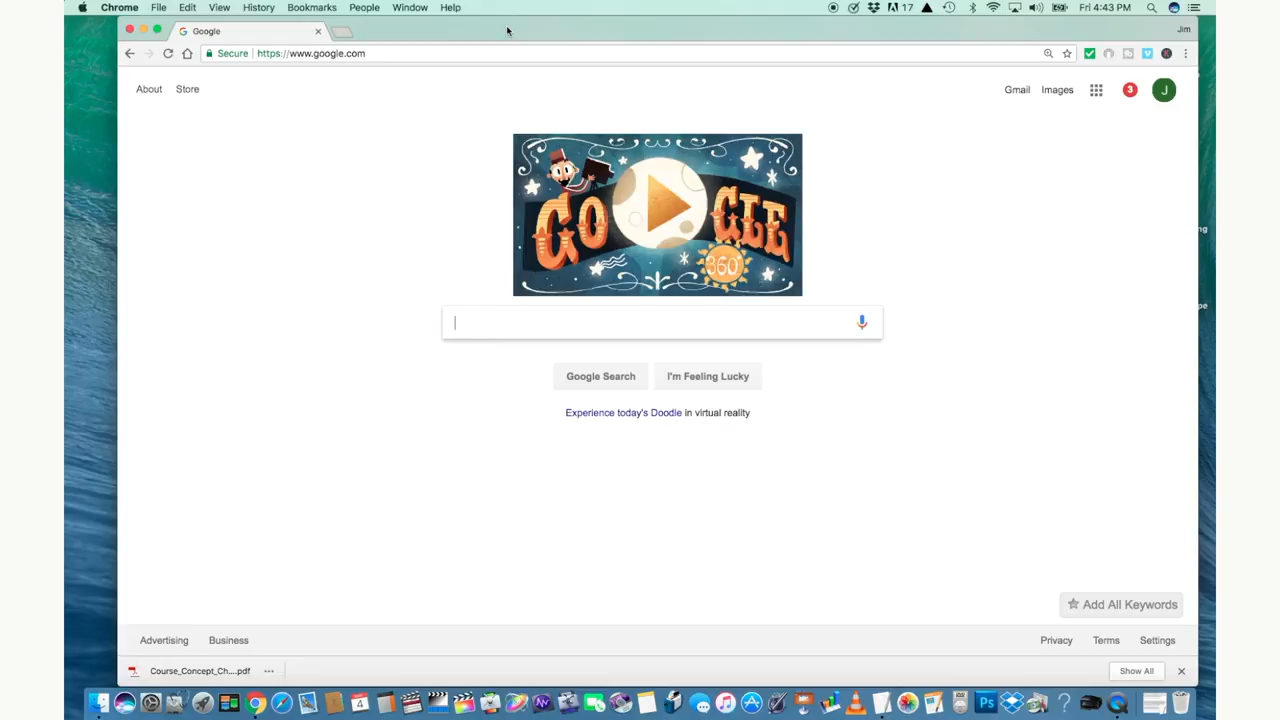 Chrome File Edit View History Bookmarks People Window Help 17 Fri 4:43 PM
Google Jim
Secure https://www.google.com
About Store Gmail Images 3 J
GOOGLE
360°
Google Search I'm Feeling Lucky
Experience today's Doodle in virtual reality
Add All Keywords
Advertising Business Privacy Terms Settings
Course_Concept_Ch....pdf Show All
4 Ps